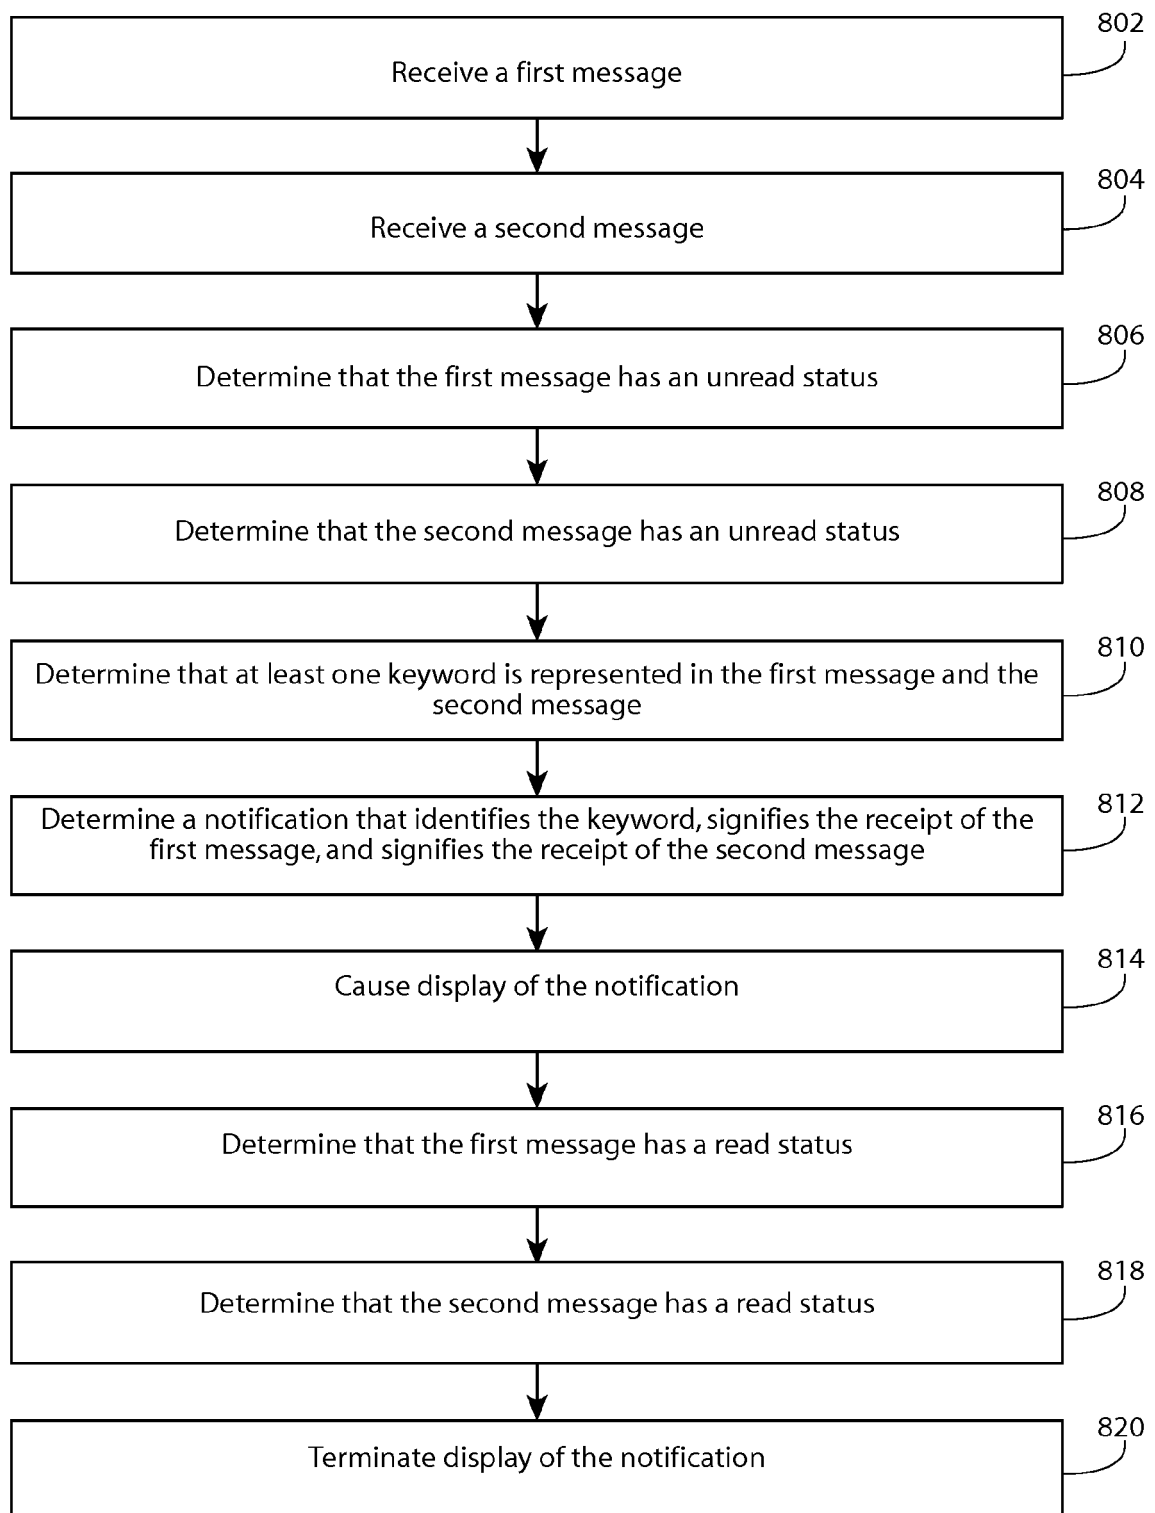 802
Receive a first message
804
Receive a second message
806
Determine that the first message has an unread status
808
Determine that the second message has an unread status
810
Determine that at least one keyword is represented in the first message and the
second message
812
Determine a notification that identifies the keyword, signifies the receipt of the
first message, and signifies the receipt of the second message
814
Cause display of the notification
816
Determine that the first message has a read status
818
Determine that the second message has a read status
820
Terminate display of the notification